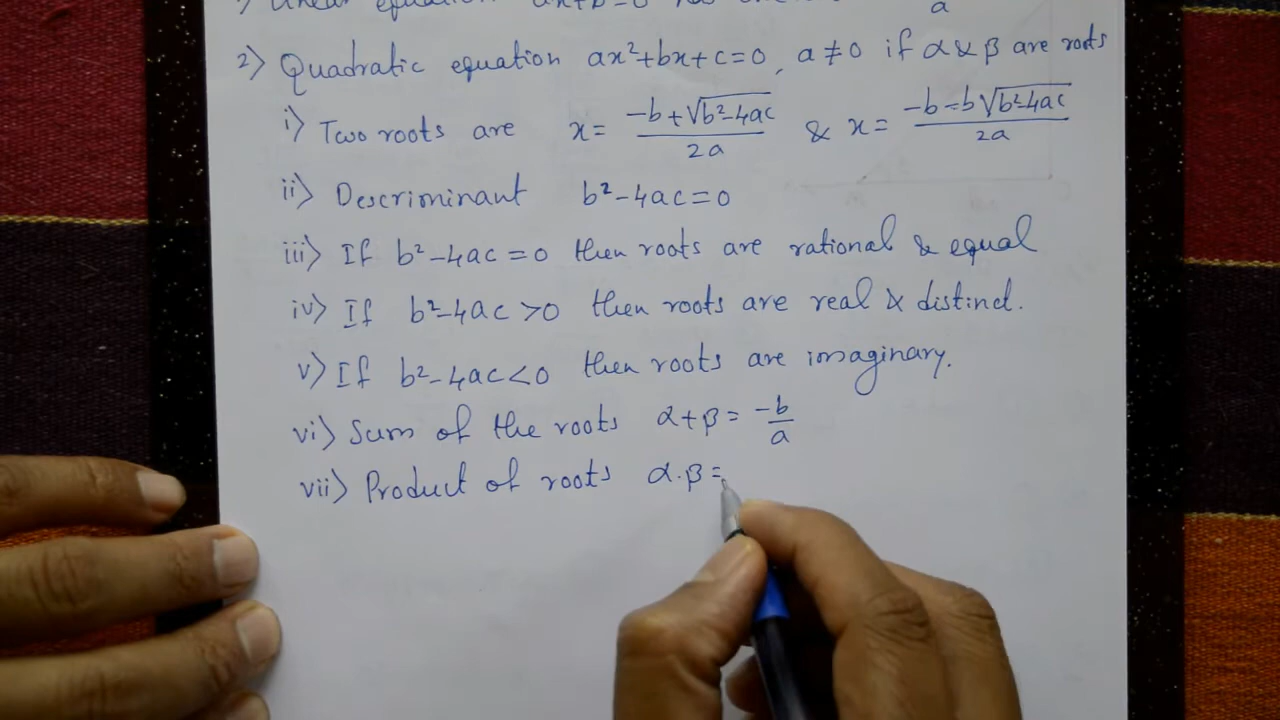 2) Quadratic equation ax²+bx+c=0, a≠0 if α & β are roots
i) Two roots are x= -b+√b²-4ac / 2a & x= -b-b√b²-4ac / 2a
ii) Descriminant b²-4ac=0
iii) If b²-4ac=0 then roots are rational & equal
iv) If b²-4ac>0 then roots are real & distinct.
v) If b²-4ac<0 then roots are imaginary.
vi) Sum of the roots α+β= -b/a
vii) Product of roots α.β=